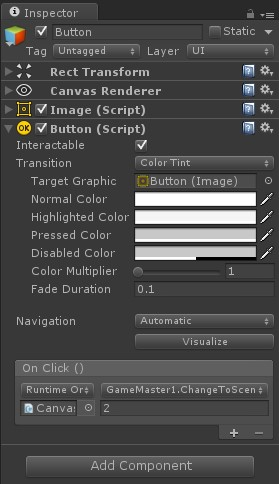 Inspector
Button
Static
Tag Untagged Layer UI
Rect Transform
Canvas Renderer
Image (Script)
OK Button (Script)
Interactable
Transition Color Tint
Target Graphic Button (Image)
Normal Color
Highlighted Color
Pressed Color
Disabled Color
Color Multiplier 1
Fade Duration 0.1
Navigation Automatic
Visualize
On Click ()
Runtime Or GameMaster1.ChangeToScen
Canvas 2
+ -
Add Component